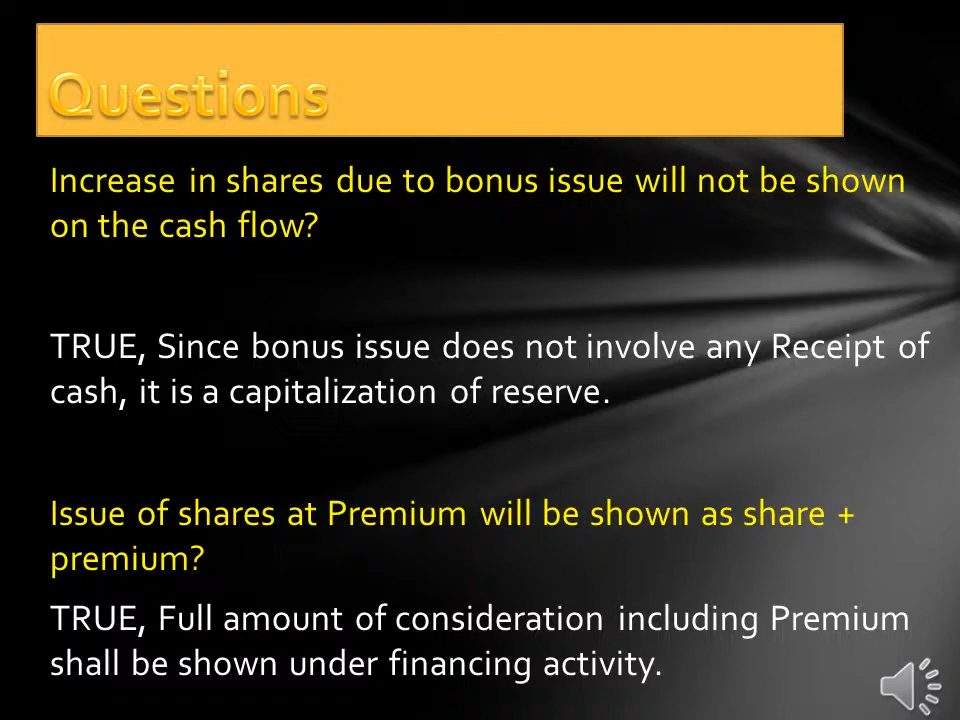 Questions
Increase in shares due to bonus issue will not be shown
on the cash flow?
TRUE, Since bonus issue does not involve any Receipt of
cash, it is a capitalization of reserve.
Issue of shares at Premium will be shown as share +
premium?
TRUE, Full amount of consideration including Premium
shall be shown under financing activity.